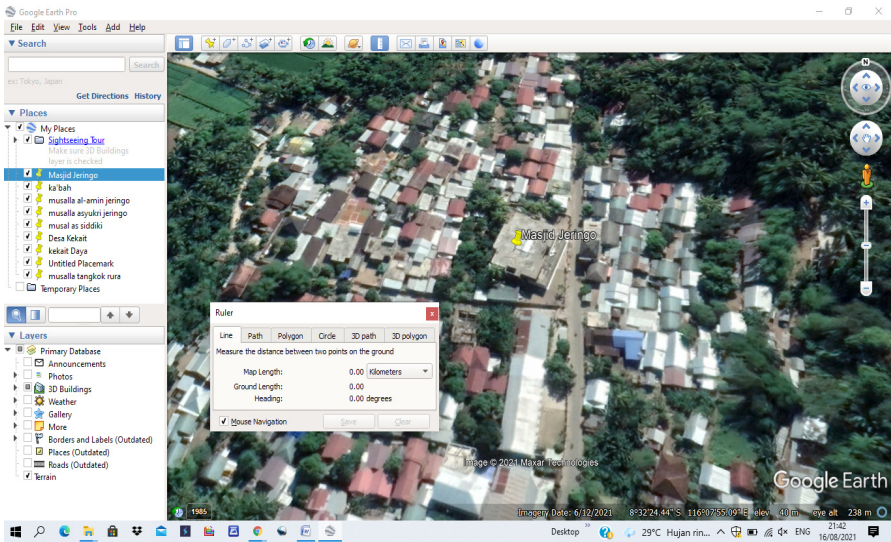 Google Earth Pro
File Edit View Tools Add Help
Search
Search
ex: Tokyo, Japan
Get Directions History
Places
My Places
Sightseeing Tour
Make sure 3D Buildings
layer is checked
Masjid Jeringo
ka'bah
musalla al-amin jeringo
musalla asyukri jeringo
musal as siddiki
Desa Kekait
kekait Daya
Untitled Placemark
musalla tangkok rura
Temporary Places
Layers
Primary Database
Announcements
Photos
3D Buildings
Weather
Gallery
More
Borders and Labels (Outdated)
Places (Outdated)
Roads (Outdated)
Terrain
N
Masjid Jeringo
Ruler
Line Path Polygon Circle 3D path 3D polygon
Measure the distance between two points on the ground
Map Length: 0.00 Kilometers
Ground Length: 0.00
Heading: 0.00 degrees
Mouse Navigation Save Clear
Image © 2021 Maxar Technologies
Google Earth
1985
Imagery Date: 6/12/2021 8°32'24.44" S 116°07'55.09" E elev 40 m eye alt 238 m
Desktop 29°C Hujan rin... ENG 21:42
16/08/2021